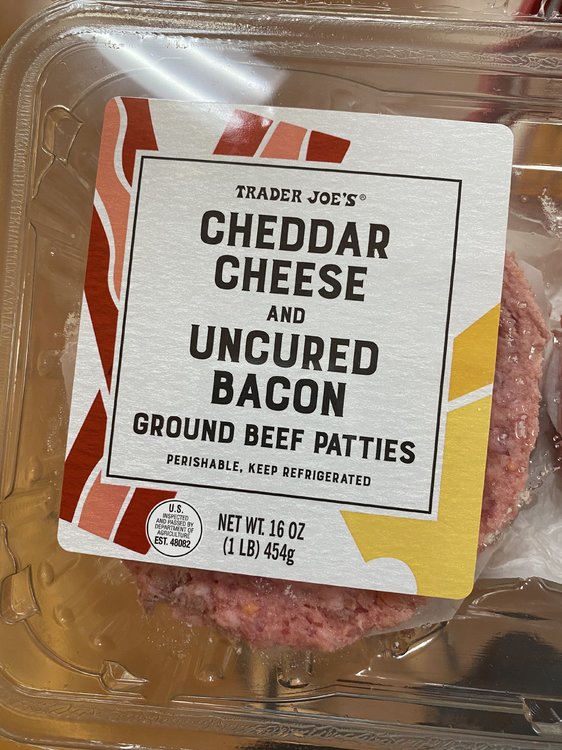 TRADER JOE'S®
CHEDDAR
CHEESE
AND
UNCURED
BACON
GROUND BEEF PATTIES
PERISHABLE, KEEP REFRIGERATED
U.S.
INSPECTED
AND PASSED BY
DEPARTMENT OF
AGRICULTURE
EST. 48082
NET WT. 16 OZ
(1 LB) 454g